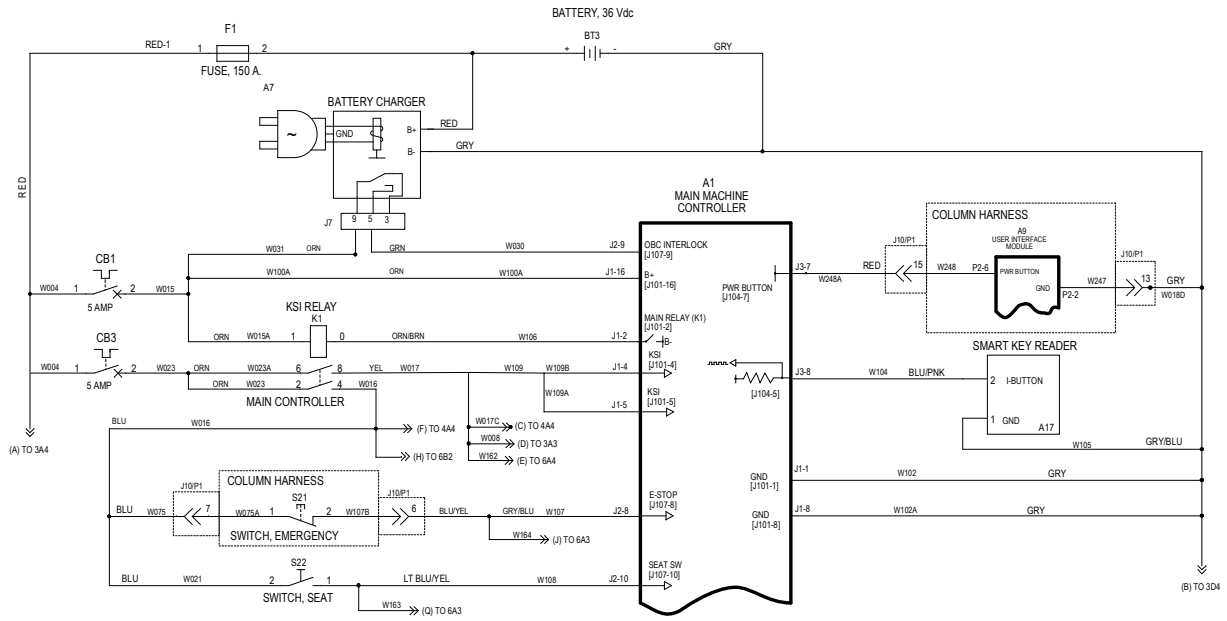 BATTERY, 36 Vdc
F1
BT3
RED-1
1
2
+
-
GRY
FUSE, 150 A.
A7
BATTERY CHARGER
GND
~
B+
RED
B-
GRY
RED
9 5 3
J7
A1
MAIN MACHINE
CONTROLLER
COLUMN HARNESS
A9
USER INTERFACE
MODULE
J10/P1
J10/P1
W031
ORN
GRN
W030
J2-9
OBC INTERLOCK
[J107-9]
CB1
W100A
ORN
W100A
J1-16
B+
[J101-16]
PWR BUTTON
[J104-7]
J3-7
W248A
RED
15
W248
P2-6
PWR BUTTON
GND
P2-2
W247
13
GRY
W018D
W004
1
2
W015
5 AMP
KSI RELAY
K1
ORN
W015A
1
0
ORN/BRN
W106
J1-2
MAIN RELAY (K1)
[J101-2]
B-
SMART KEY READER
CB3
W004
1
2
W023
5 AMP
ORN
W023A
6
8
YEL
W017
W109
W109B
J1-4
KSI
[J101-4]
J3-8
W104
BLU/PNK
2
I-BUTTON
ORN
W023
2
4
W016
MAIN CONTROLLER
W109A
J1-5
KSI
[J101-5]
[J104-5]
1
GND
A17
BLU
W016
(F) TO 4A4
W017C
(C) TO 4A4
W008
(D) TO 3A3
(H) TO 6B2
W162
(E) TO 6A4
W105
GRY/BLU
(A) TO 3A4
J1-1
GND
[J101-1]
W102
GRY
COLUMN HARNESS
J10/P1
J10/P1
S21
BLU
W075
7
W075A
1
2
W107B
6
BLU/YEL
GRY/BLU
W107
J2-8
E-STOP
[J107-8]
SWITCH, EMERGENCY
W164
(J) TO 6A3
GND
[J101-8]
J1-8
W102A
GRY
S22
BLU
W021
2
1
LT BLU/YEL
W108
J2-10
SEAT SW
[J107-10]
SWITCH, SEAT
W163
(Q) TO 6A3
(B) TO 3D4